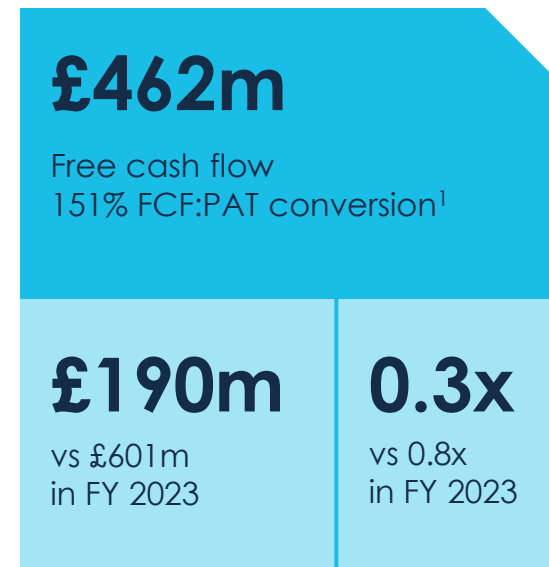 £462m
Free cash flow
151% FCF:PAT conversion¹
£190m
vs £601m
in FY 2023
0.3x
vs 0.8x
in FY 2023